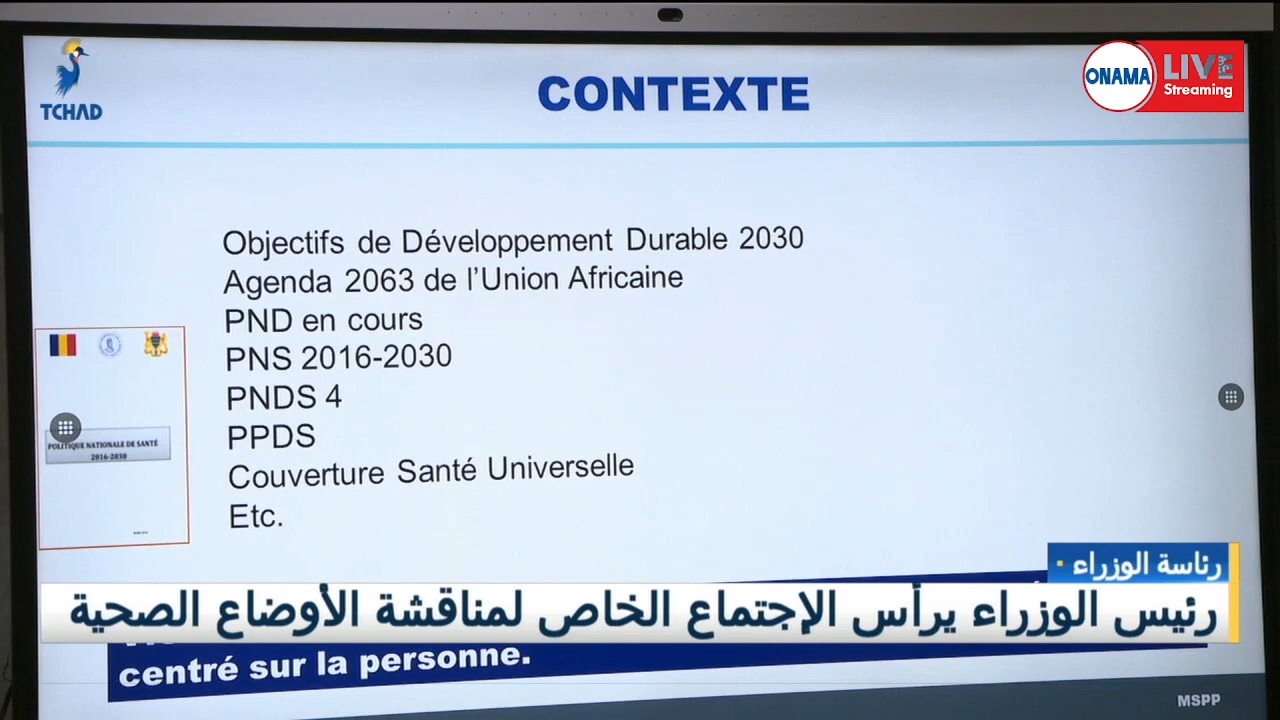 TCHAD
CONTEXTE
ONAMA
LIVE
Streaming
Objectifs de Développement Durable 2030
Agenda 2063 de l'Union Africaine
PND en cours
PNS 2016-2030
PNDS 4
PPDS
Couverture Santé Universelle
Etc.
POLITIQUE NATIONALE DE SANTÉ
2016-2030
رئاسة الوزراء
رئيس الوزراء يرأس الإجتماع الخاص لمناقشة الأوضاع الصحية
centré sur la personne.
MSPP